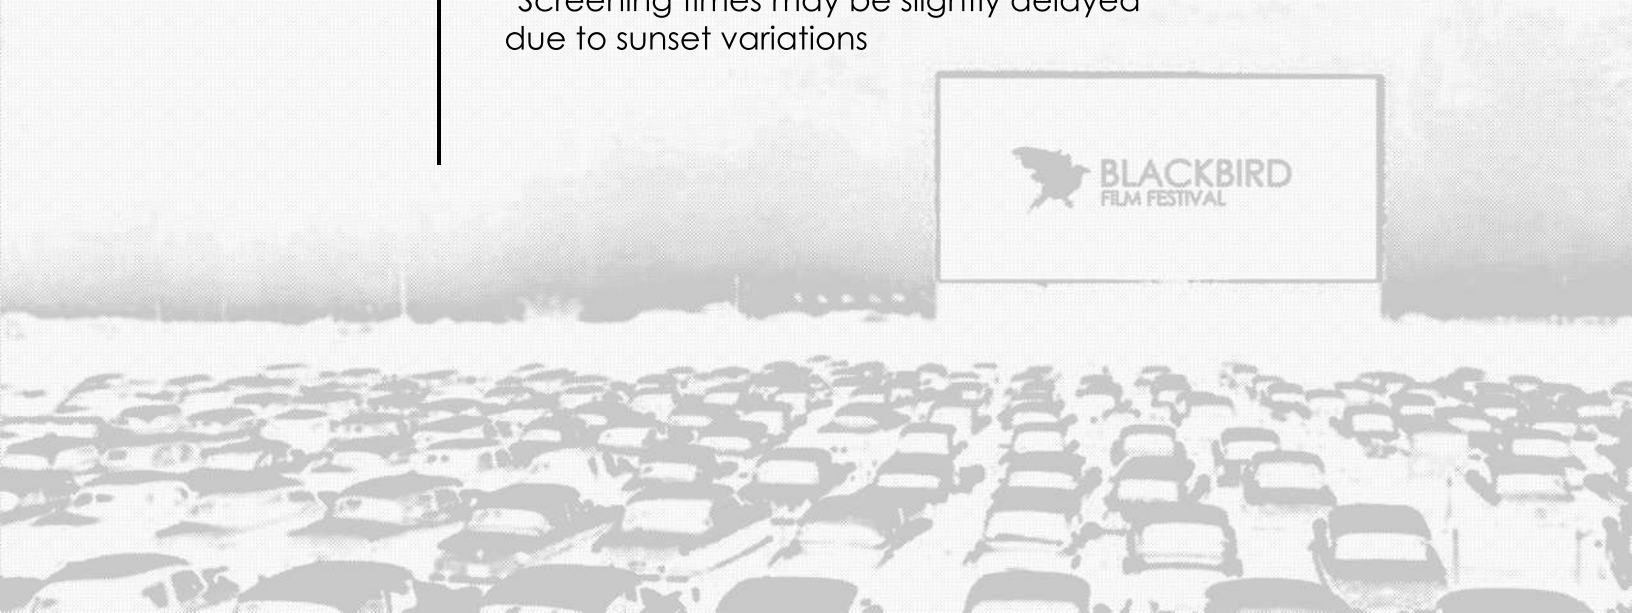 Screening times may be slightly delayed
due to sunset variations
BLACKBIRD
FILM FESTIVAL